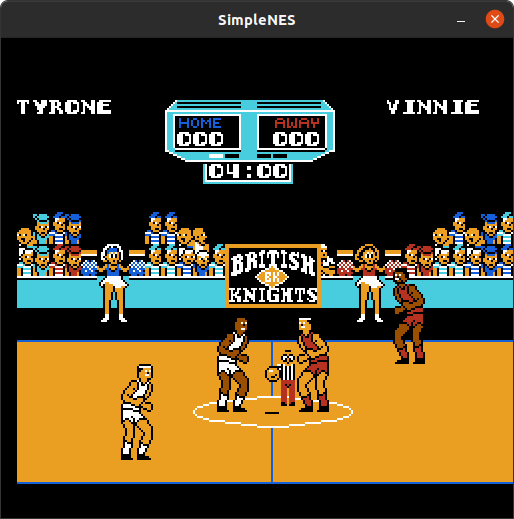 SimpleNES
TYRONE
VINNIE
HOME
AWAY
000
000
04:00
BRITISH
BK
KNIGHTS